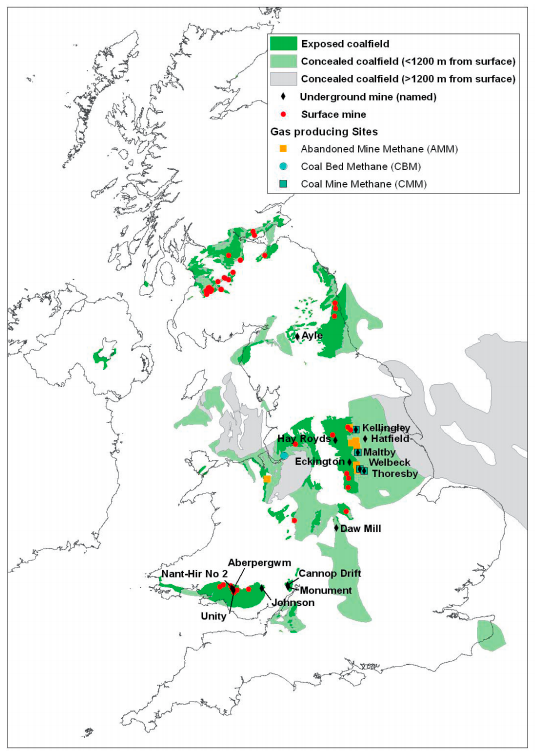 Exposed coalfield
Concealed coalfield (<1200 m from surface)
Concealed coalfield (>1200 m from surface)
Underground mine (named)
Surface mine
Gas producing Sites
Abandoned Mine Methane (AMM)
Coal Bed Methane (CBM)
Coal Mine Methane (CMM)
Ayle
Kellingley
Hay Royds
Hatfield
Maltby
Eckington
Welbeck
Thoresby
Daw Mill
Aberpergwm
Nant-Hir No 2
Cannop Drift
Monument
Johnson
Unity